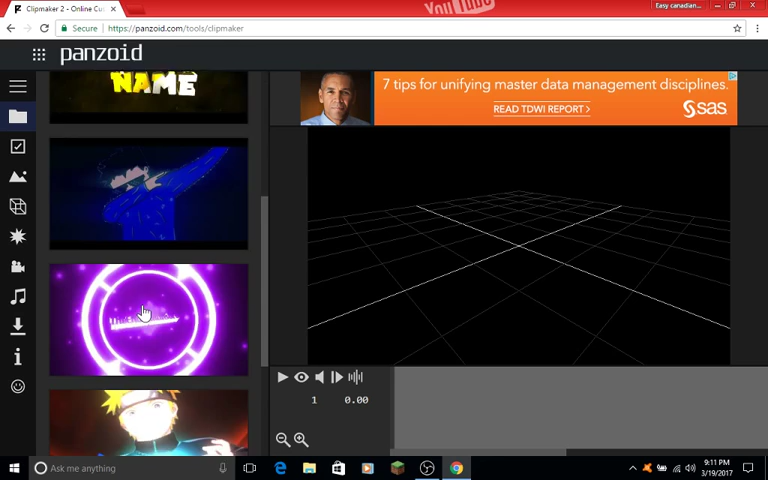 Clipmaker 2 - Online Cus
YouTube
Easy canadian...
Secure
https://panzoid.com/tools/clipmaker
panzoid
NAME
7 tips for unifying master data management disciplines.
READ TDWI REPORT >
sas
1 0.00
Ask me anything
9:11 PM
3/19/2017